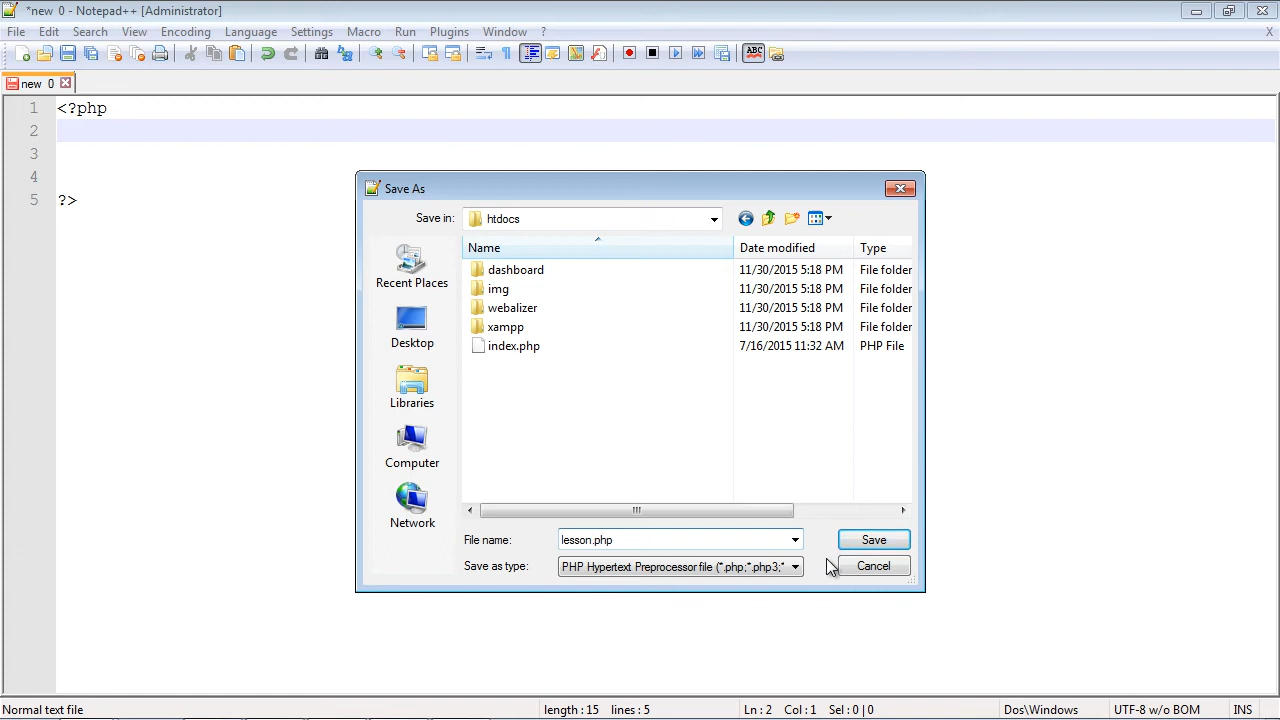 *new 0 - Notepad++ [Administrator]
File Edit Search View Encoding Language Settings Macro Run Plugins Window ? X
ABC
new 0
1 <?php
2
3
4
5 ?>
Save As
Save in: htdocs
Name Date modified Type
dashboard 11/30/2015 5:18 PM File folder
img 11/30/2015 5:18 PM File folder
webalizer 11/30/2015 5:18 PM File folder
xampp 11/30/2015 5:18 PM File folder
index.php 7/16/2015 11:32 AM PHP File
Recent Places
Desktop
Libraries
Computer
Network
File name: lesson.php Save
Save as type: PHP Hypertext Preprocessor file (*.php;*.php3;* Cancel
Normal text file length : 15 lines : 5 Ln : 2 Col : 1 Sel : 0 | 0 Dos\Windows UTF-8 w/o BOM INS